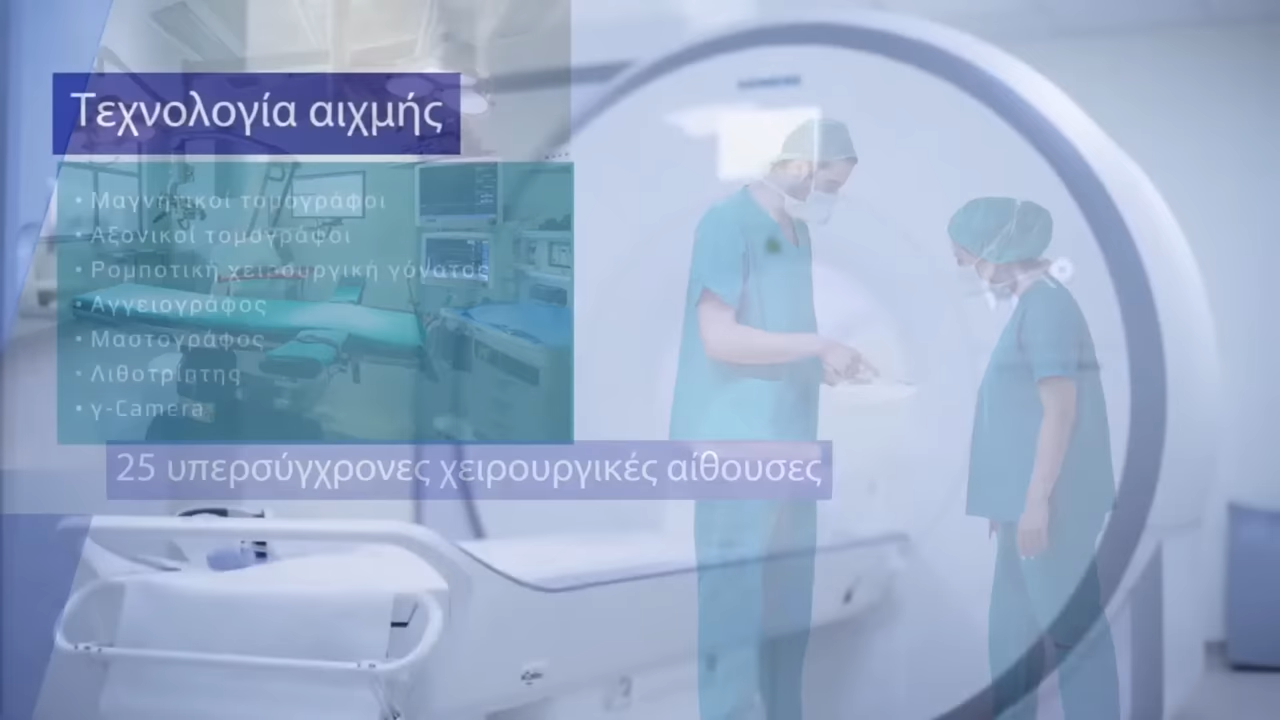 Τεχνολογία αιχμής
• Μαγνητικοί τομογράφοι
• Αξονικοί τομογράφοι
• Ρομποτική χειρουργική γόνατος
• Αγγειογράφος
• Μαστογράφος
• Λιθοτρίπτης
• γ-Camera
25 υπερσύγχρονες χειρουργικές αίθουσες